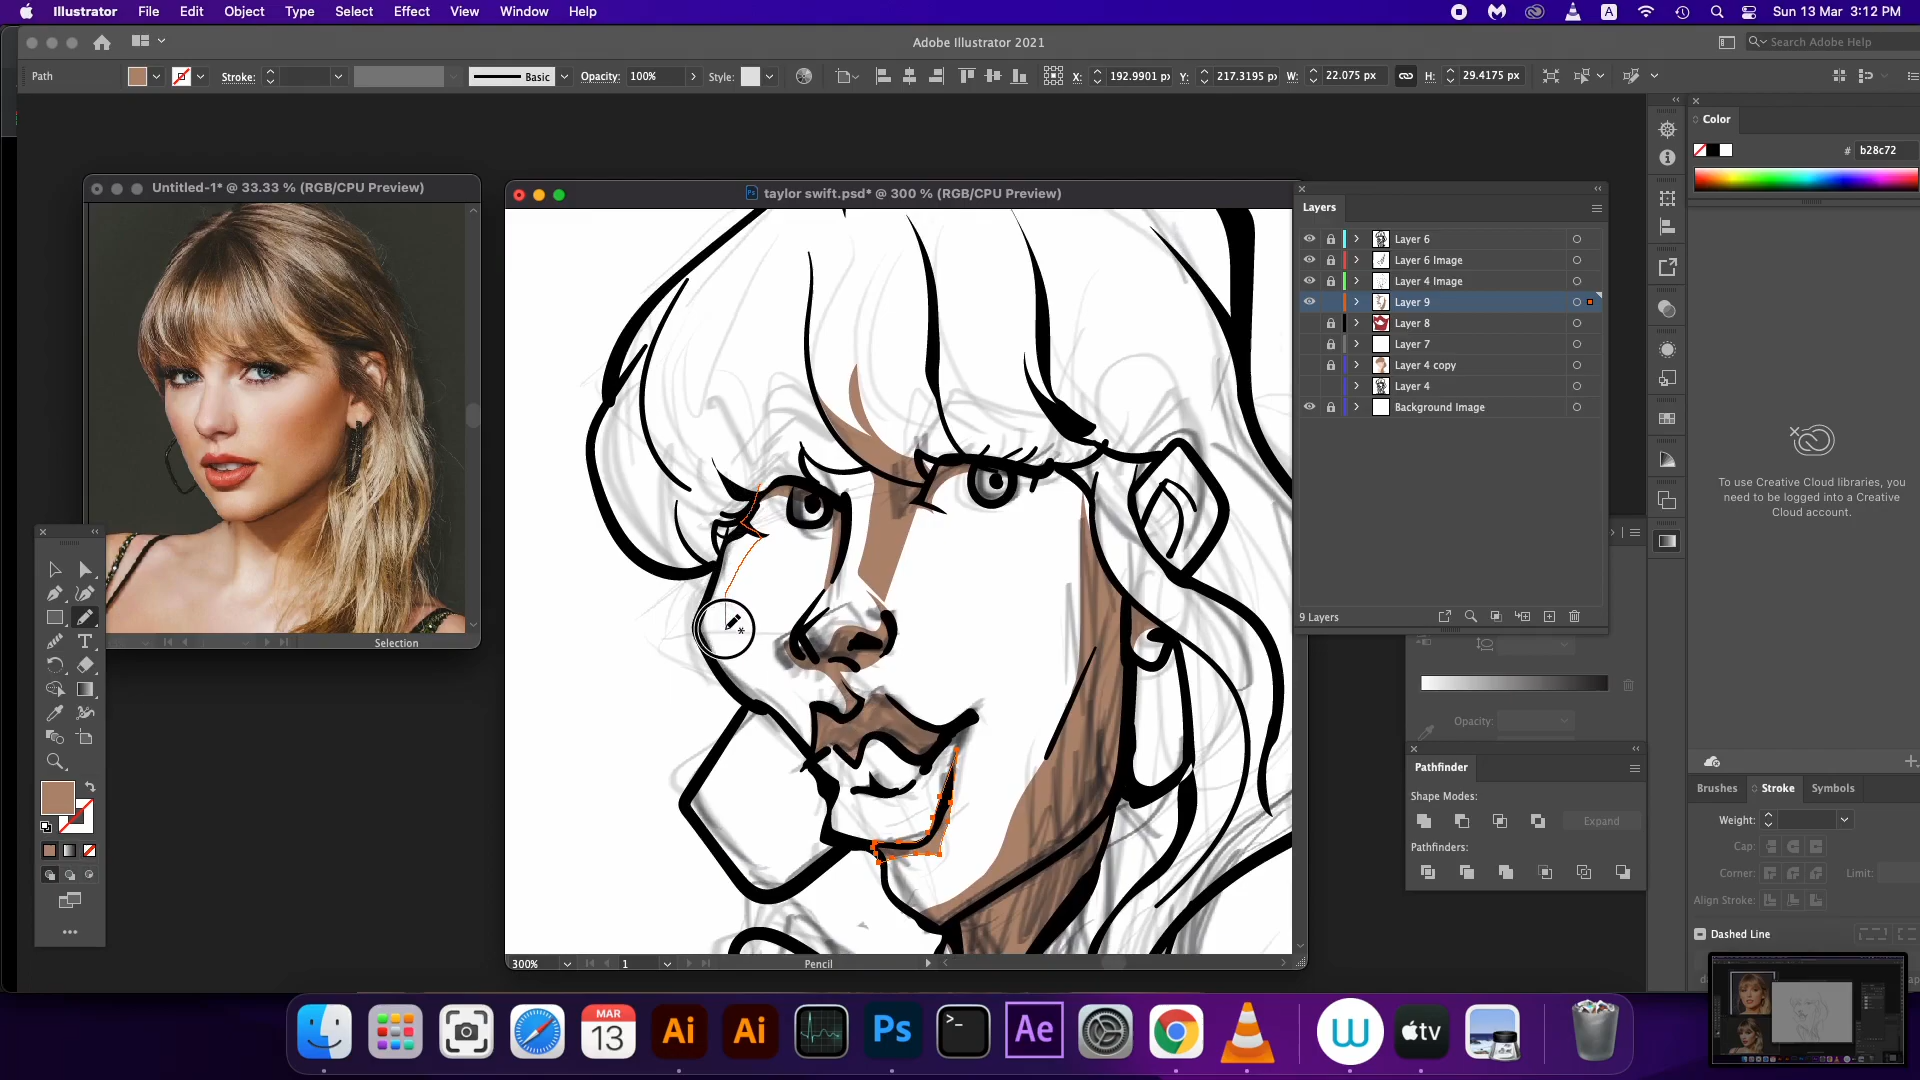 Illustrator File Edit Object Type Select Effect View Window Help
A Sun 13 Mar 3:12 PM
Adobe Illustrator 2021
Search Adobe Help
Path Stroke: Basic Opacity: 100% Style: X: 192.9901 px Y: 217.3195 px W: 22.075 px H: 29.4175 px
Untitled-1* @ 33.33 % (RGB/CPU Preview)
Selection
taylor swift.psd* @ 300 % (RGB/CPU Preview)
300% 1 Pencil
Layers
Layer 6
Layer 6 Image
Layer 4 Image
Layer 9
Layer 8
Layer 7
Layer 4 copy
Layer 4
Background Image
9 Layers
Color
# b28c72
To use Creative Cloud libraries, you
need to be logged into a Creative
Cloud account.
Opacity:
Pathfinder
Shape Modes:
Expand
Pathfinders:
Brushes Stroke Symbols
Weight:
Cap:
Corner: Limit:
Align Stroke:
Dashed Line
MAR
13
Ai
Ai
Ps
>_
Ae
W
tv